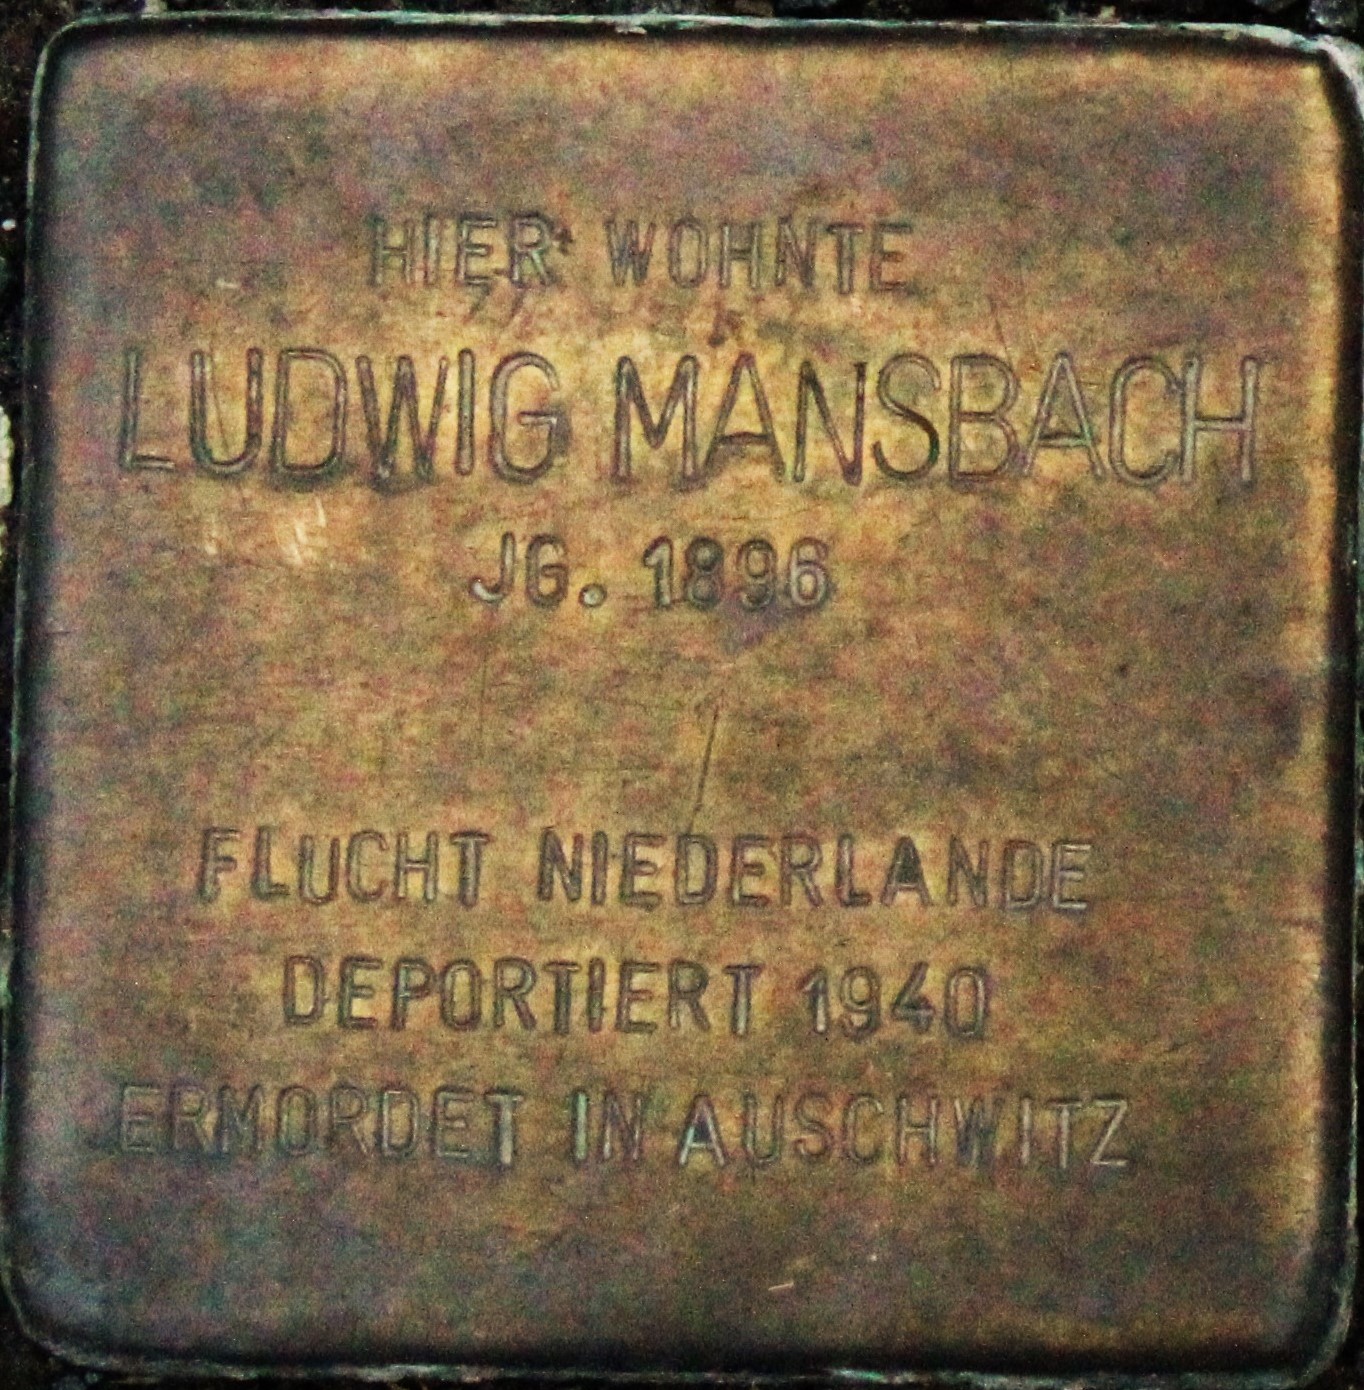 HIER WOHNTE
LUDWIG MANSBACH
JG. 1896
FLUCHT NIEDERLANDE
DEPORTIERT 1940
ERMORDET IN AUSCHWITZ